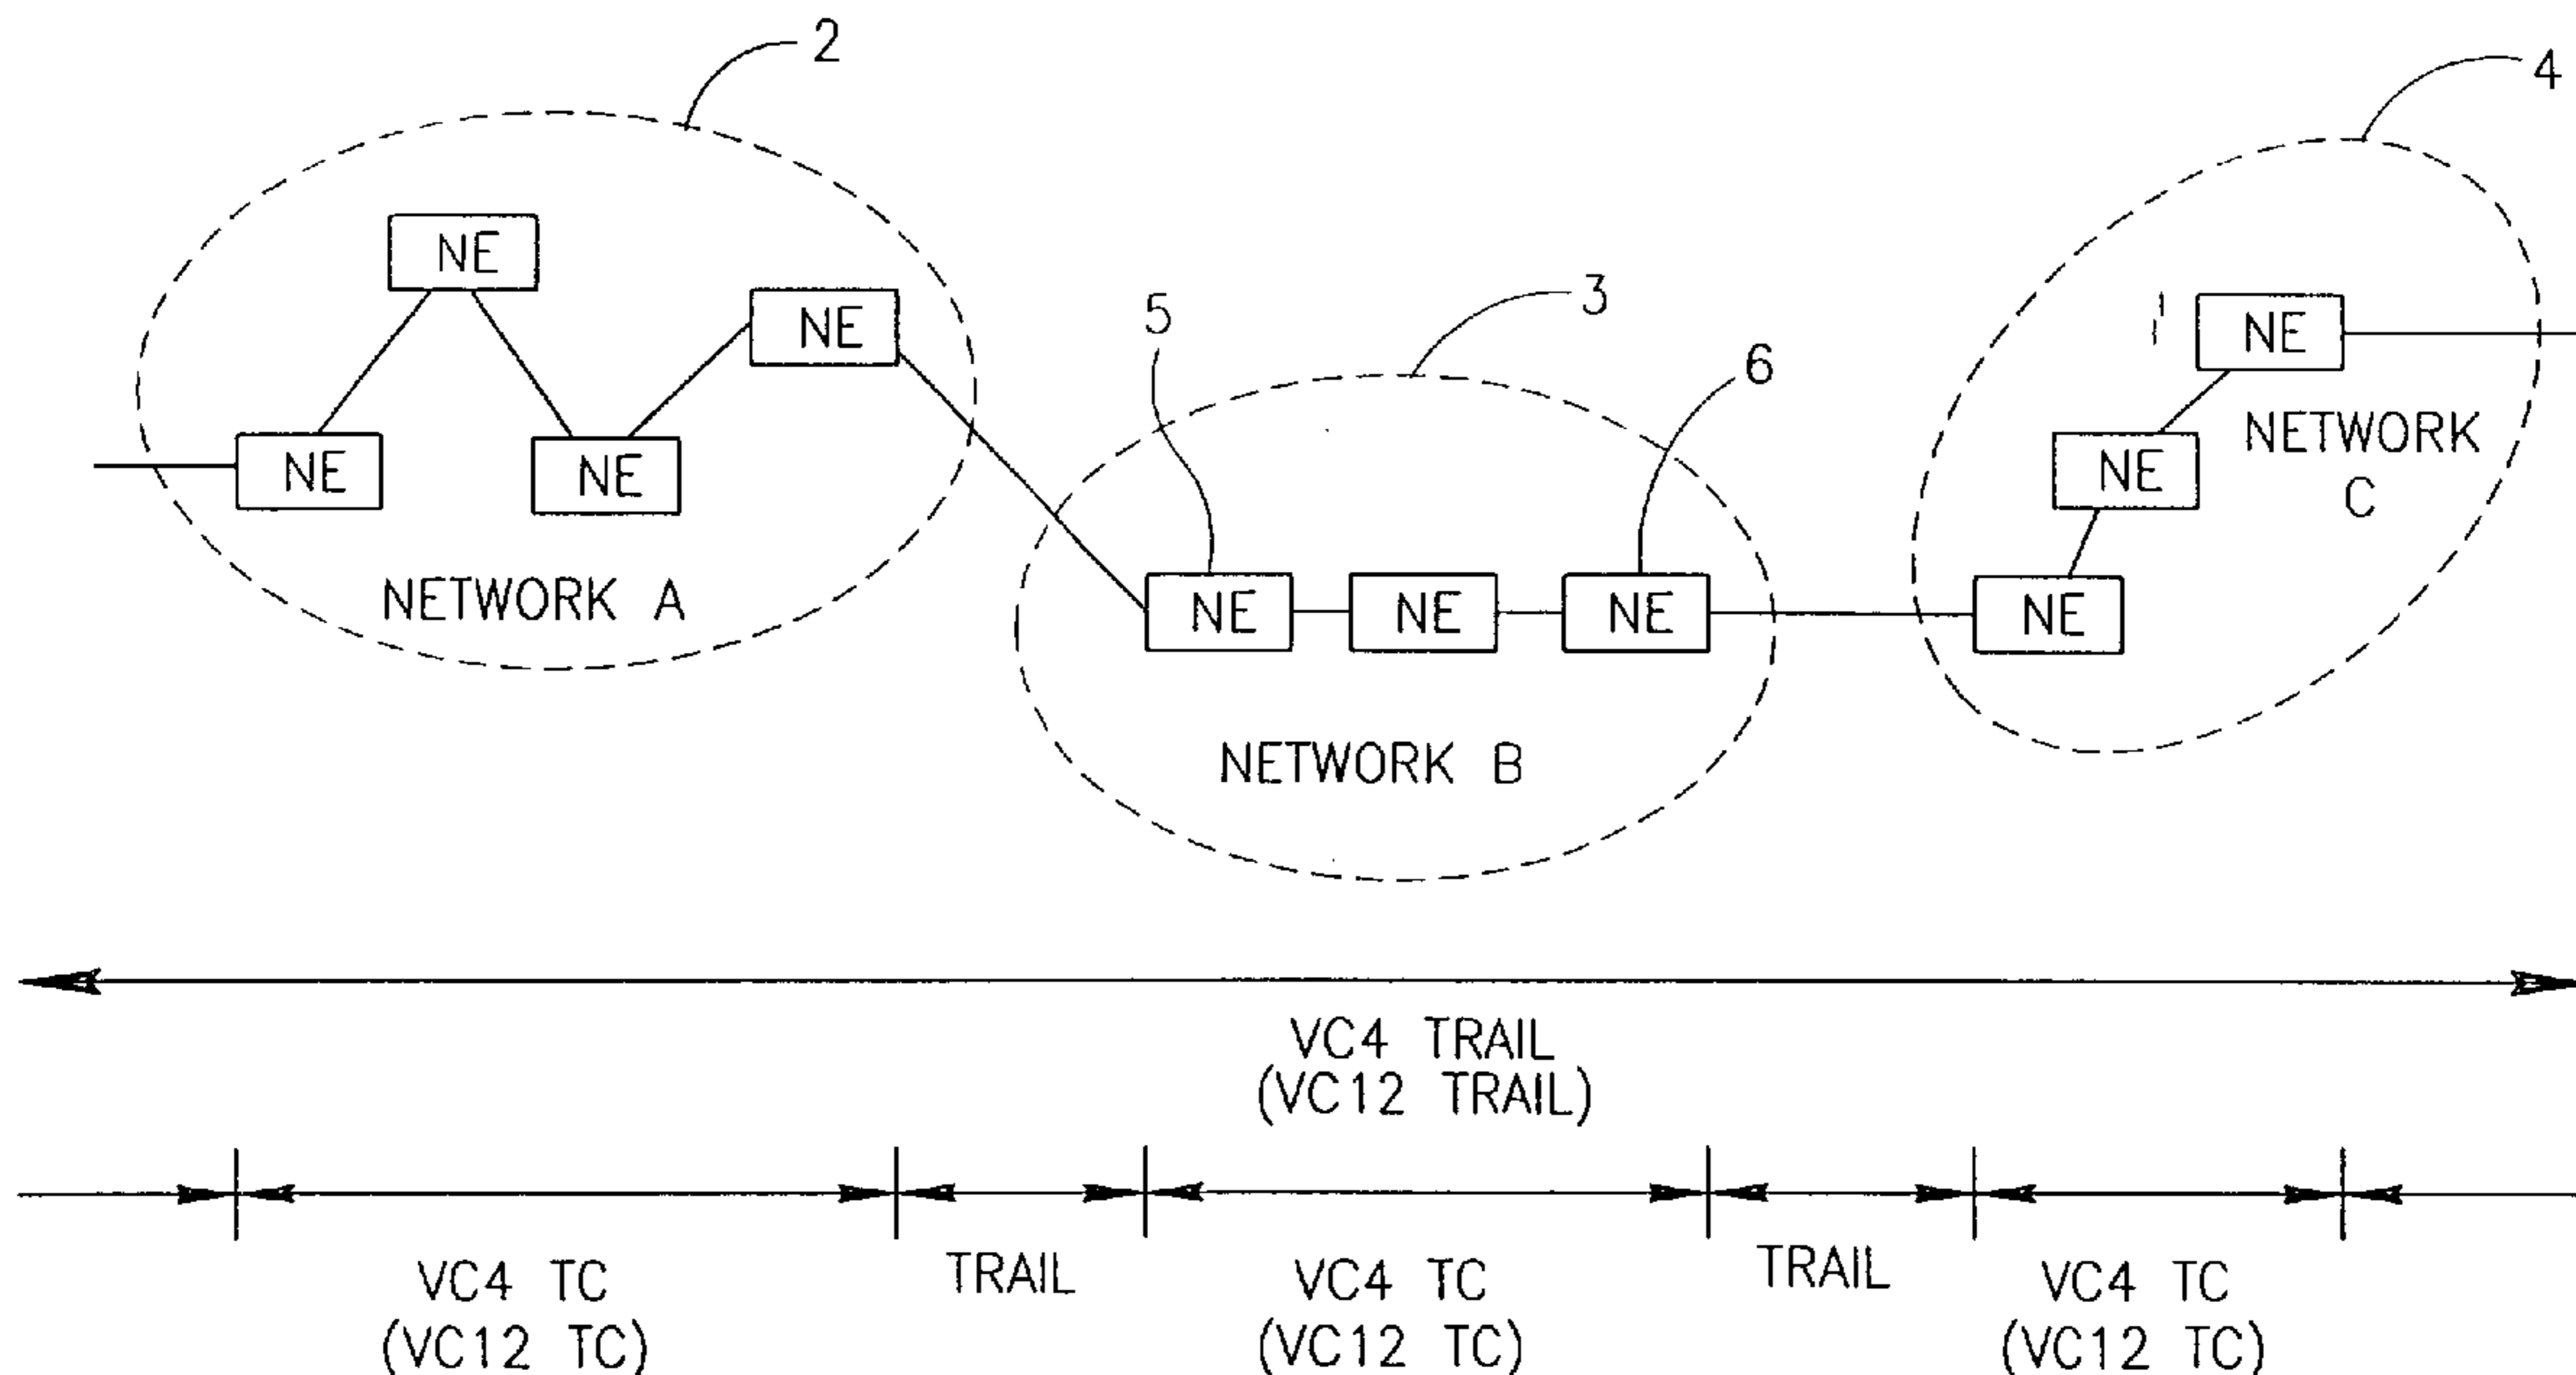 2
4
NE
3
NE
5
NE
6
NETWORK
C
NE
NE
NE
NE
NETWORK A
NE
NE
NE
NE
NETWORK B
VC4 TRAIL
(VC12 TRAIL)
TRAIL
TRAIL
VC4 TC
(VC12 TC)
VC4 TC
(VC12 TC)
VC4 TC
(VC12 TC)